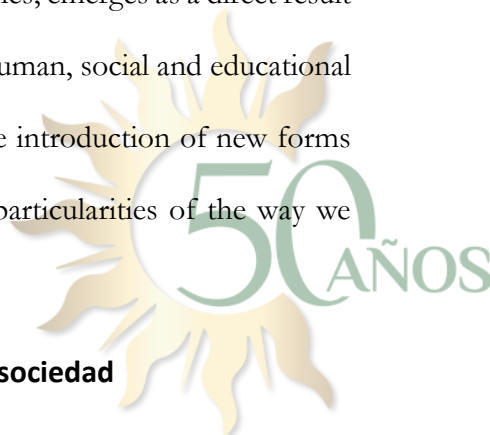 emerges as a direct result
uman, social and educational
e introduction of new forms
particularities of the way we
50
AÑOS
sociedad